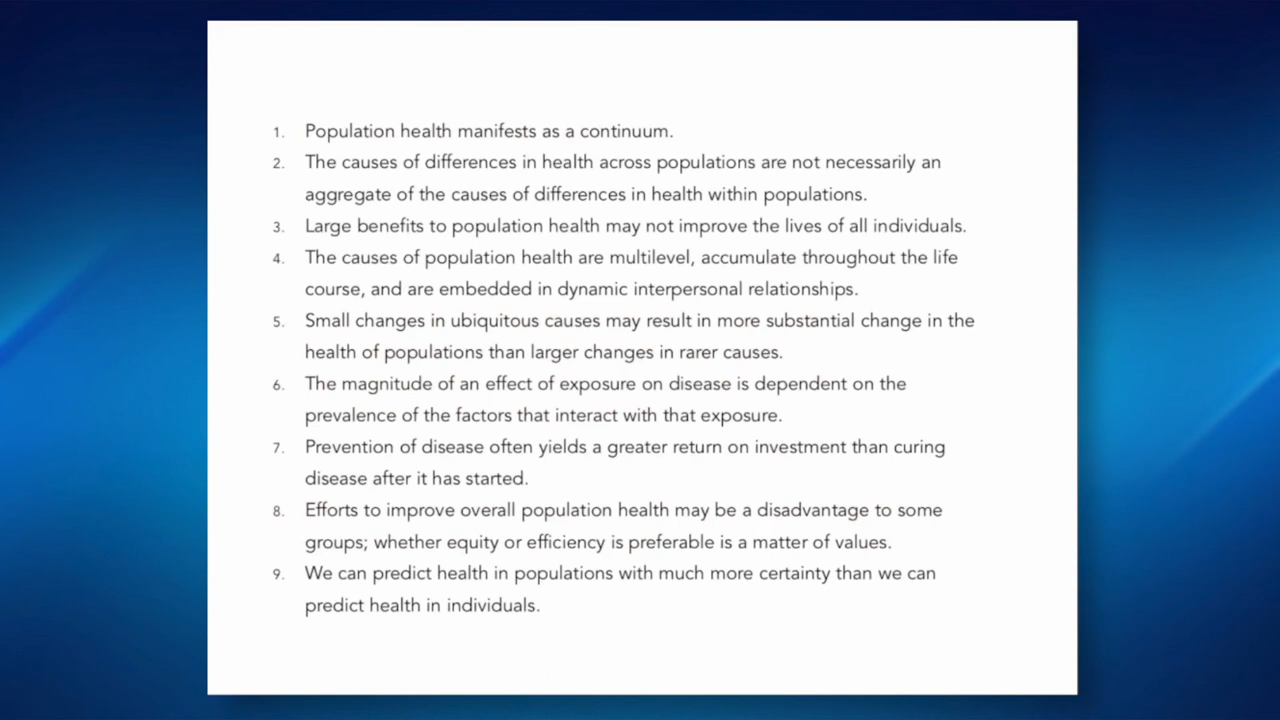 1. Population health manifests as a continuum.
2. The causes of differences in health across populations are not necessarily an
aggregate of the causes of differences in health within populations.
3. Large benefits to population health may not improve the lives of all individuals.
4. The causes of population health are multilevel, accumulate throughout the life
course, and are embedded in dynamic interpersonal relationships.
5. Small changes in ubiquitous causes may result in more substantial change in the
health of populations than larger changes in rarer causes.
6. The magnitude of an effect of exposure on disease is dependent on the
prevalence of the factors that interact with that exposure.
7. Prevention of disease often yields a greater return on investment than curing
disease after it has started.
8. Efforts to improve overall population health may be a disadvantage to some
groups; whether equity or efficiency is preferable is a matter of values.
9. We can predict health in populations with much more certainty than we can
predict health in individuals.